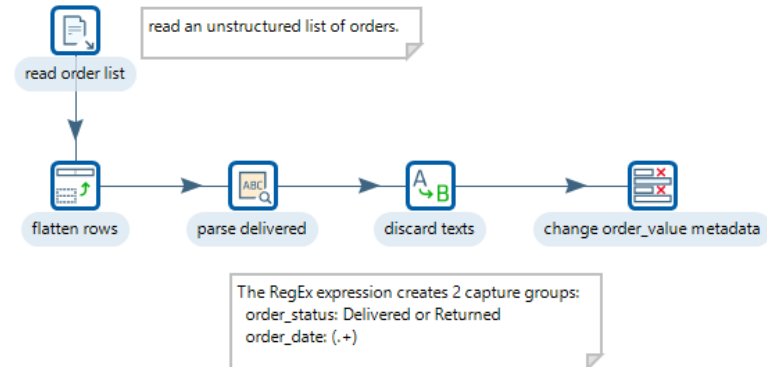 read an unstructured list of orders.
read order list
flatten rows
ABC
parse delivered
A
B
discard texts
change order_value metadata
The RegEx expression creates 2 capture groups:
order_status: Delivered or Returned
order_date: (.+)